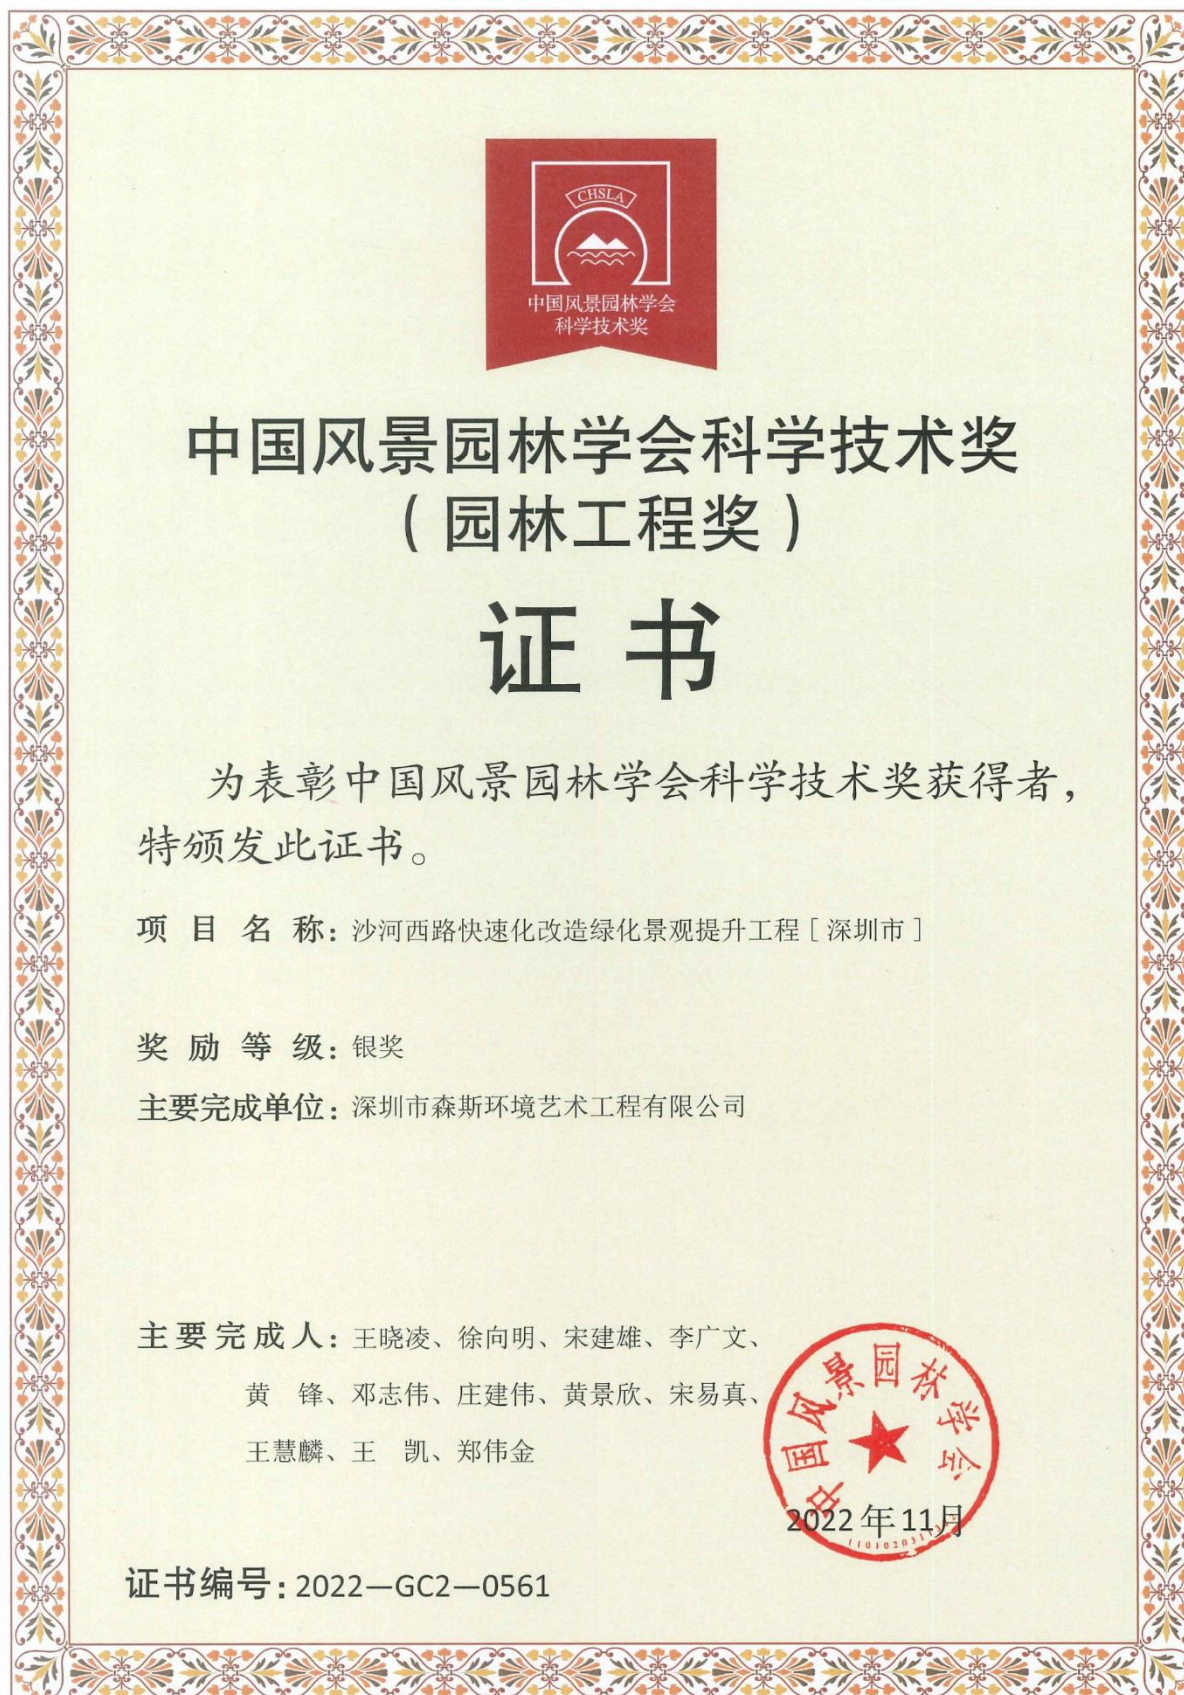 CHSLA
中国风景园林学会
科学技术奖
中国风景园林学会科学技术奖
（园林工程奖）
证书
为表彰中国风景园林学会科学技术奖获得者，
特颁发此证书。
项目名称：沙河西路快速化改造绿化景观提升工程［深圳市］
奖励等级：银奖
主要完成单位：深圳市森斯环境艺术工程有限公司
主要完成人：王晓凌、徐向明、宋建雄、李广文、
黄　锋、邓志伟、庄建伟、黄景欣、宋易真、
王慧麟、王　凯、郑伟金
中国风景园林学会
2022年11月
证书编号：2022—GC2—0561